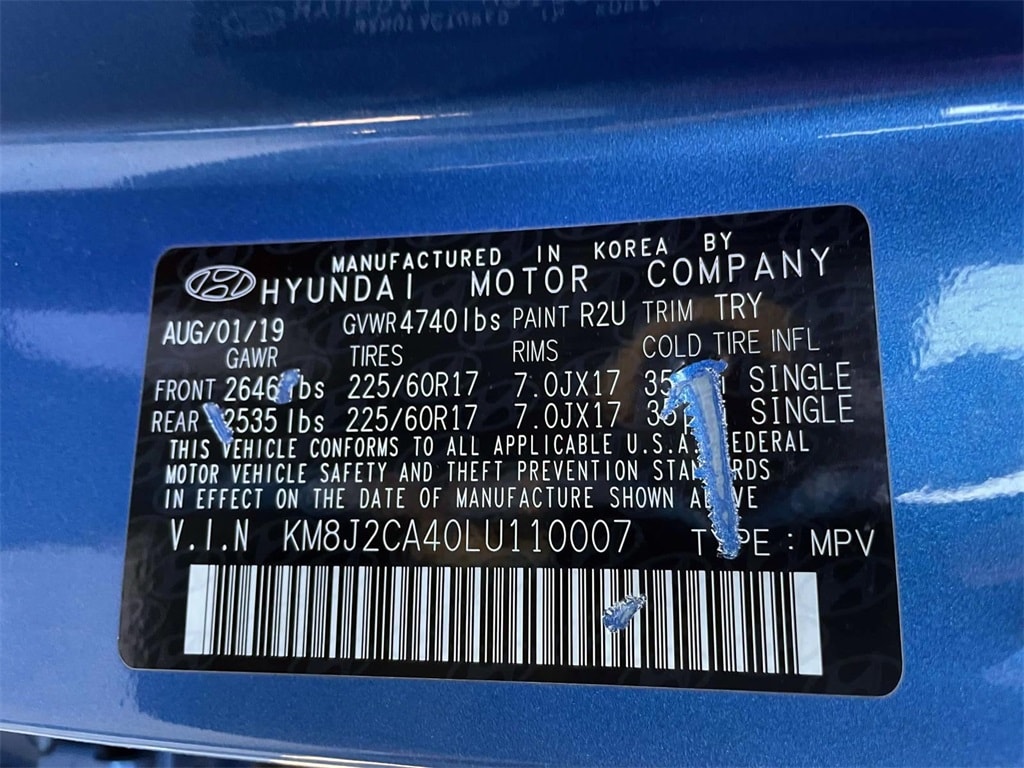 MANUFACTURED IN KOREA BY
HYUNDAI MOTOR COMPANY
AUG/01/19 GVWR 4740lbs PAINT R2U TRIM TRY
GAWR TIRES RIMS COLD TIRE INFL
FRONT 225/60R17 7.0JX17 SINGLE
REAR 2535 lbs 225/60R17 7.0JX17 SINGLE
THIS VEHICLE CONFORMS TO ALL APPLICABLE U.S.A. FEDERAL
MOTOR VEHICLE SAFETY AND THEFT PREVENTION STANDARDS
IN EFFECT ON THE DATE OF MANUFACTURE SHOWN ABOVE
V.I.N KM8J2CA40LU110007 TYPE : MPV